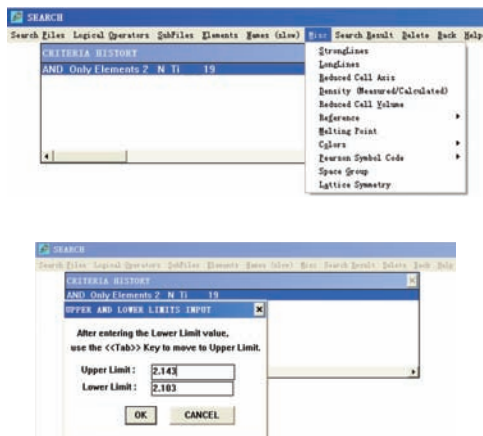 SEARCH
Search Files Logical Operators SubFiles Elements Names (slow) Misc Search Result Delete Back Help
CRITERIA HISTORY
AND Only Elements 2 N Ti 19
StrongLines
LongLines
Reduced Cell Axis
Density (Measured/Calculated)
Reduced Cell Volume
Reference
Melting Point
Colors
Pearson Symbol Code
Space Group
Lattice Symmetry
SEARCH
Search Files Logical Operators SubFiles Elements Names (slow) Misc Search Result Delete Back Help
CRITERIA HISTORY
AND Only Elements 2 N Ti 19
UPPER AND LOWER LIMITS INPUT
After entering the Lower Limit value,
use the <<Tab>> Key to move to Upper Limit.
Upper Limit : 2.143
Lower Limit : 2.103
OK CANCEL